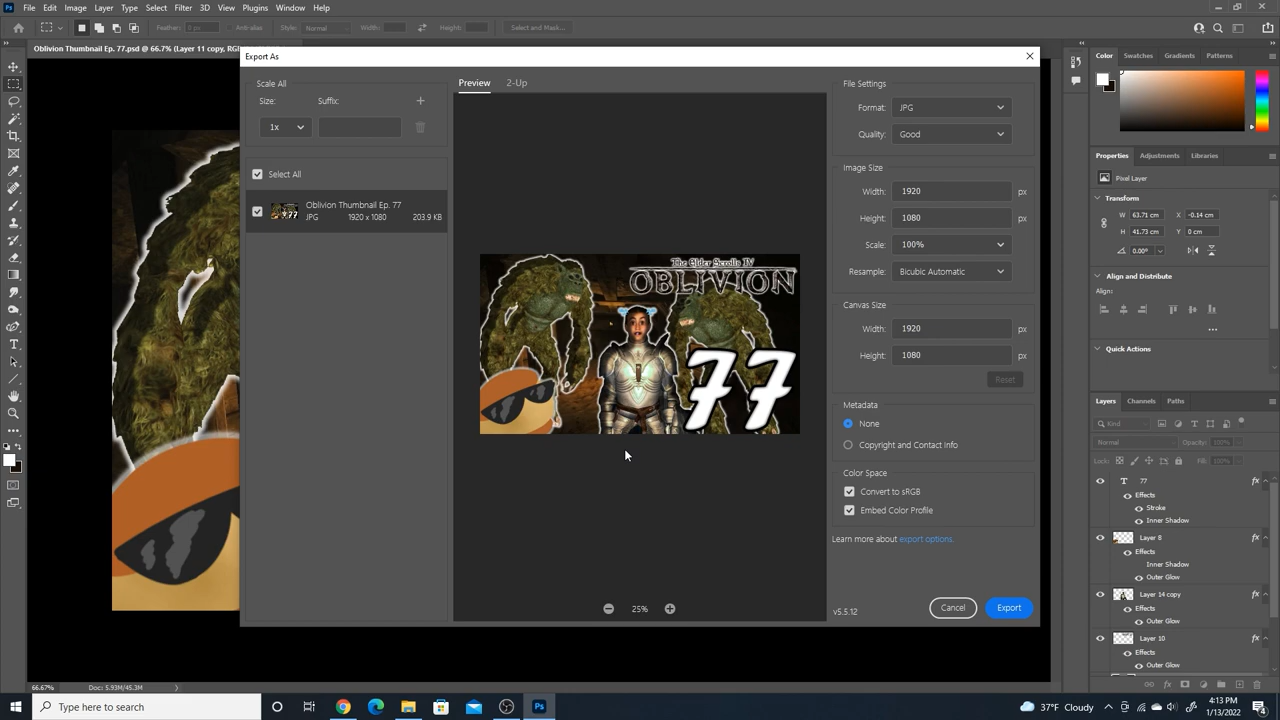 File Edit Image Layer Type Select Filter 3D View Plugins Window Help
Feather: 0 px Anti-alias Style: Normal Width: Height: Select and Mask...
Oblivion Thumbnail Ep. 77.psd @ 66.7% (Layer 11 copy, RG
Export As
Scale All
Size: Suffix:
1x
Select All
Oblivion Thumbnail Ep. 77
JPG 1920 x 1080 203.9 KB
Preview 2-Up
The Elder Scrolls IV
OBLIVION
77
25%
File Settings
Format: JPG
Quality: Good
Image Size
Width: 1920 px
Height: 1080 px
Scale: 100%
Resample: Bicubic Automatic
Canvas Size
Width: 1920 px
Height: 1080 px
Reset
Metadata
None
Copyright and Contact Info
Color Space
Convert to sRGB
Embed Color Profile
Learn more about export options.
v5.5.12
Cancel Export
Color Swatches Gradients Patterns
Properties Adjustments Libraries
Pixel Layer
Transform
W 63.71 cm X -0.14 cm
H 41.73 cm Y 0 cm
0.00°
Align and Distribute
Align:
Quick Actions
Layers Channels Paths
Kind
Normal Opacity: 100%
Lock: Fill: 100%
T 77 fx
Effects
Stroke
Inner Shadow
Layer 8 fx
Effects
Inner Shadow
Outer Glow
Layer 14 copy fx
Effects
Outer Glow
Layer 10 fx
Effects
Outer Glow
66.67% Doc: 5.93M/45.3M
Type here to search
37°F Cloudy
4:13 PM
1/13/2022